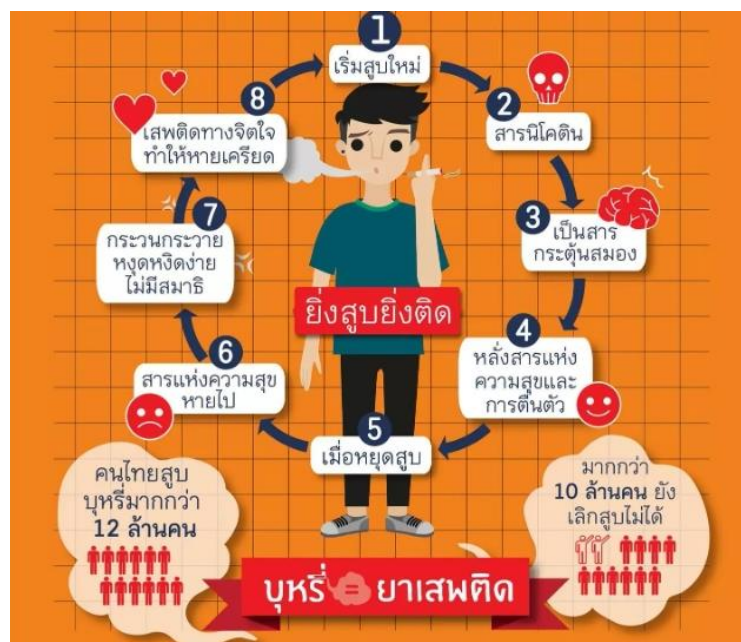 1
เริ่มสูบใหม่
2
สารนิโคติน
3
เป็นสาร
กระตุ้นสมอง
4
หลั่งสารแห่ง
ความสุขและ
การตื่นตัว
5
เมื่อหยุดสูบ
6
สารแห่งความสุข
หายไป
7
กระวนกระวาย
หงุดหงิดง่าย
ไม่มีสมาธิ
8
เสพติดทางจิตใจ
ทำให้หายเครียด
ยิ่งสูบยิ่งติด
คนไทยสูบ
บุหรี่มากกว่า
12 ล้านคน
มากกว่า
10 ล้านคน ยัง
เลิกสูบไม่ได้
บุหรี่ = ยาเสพติด